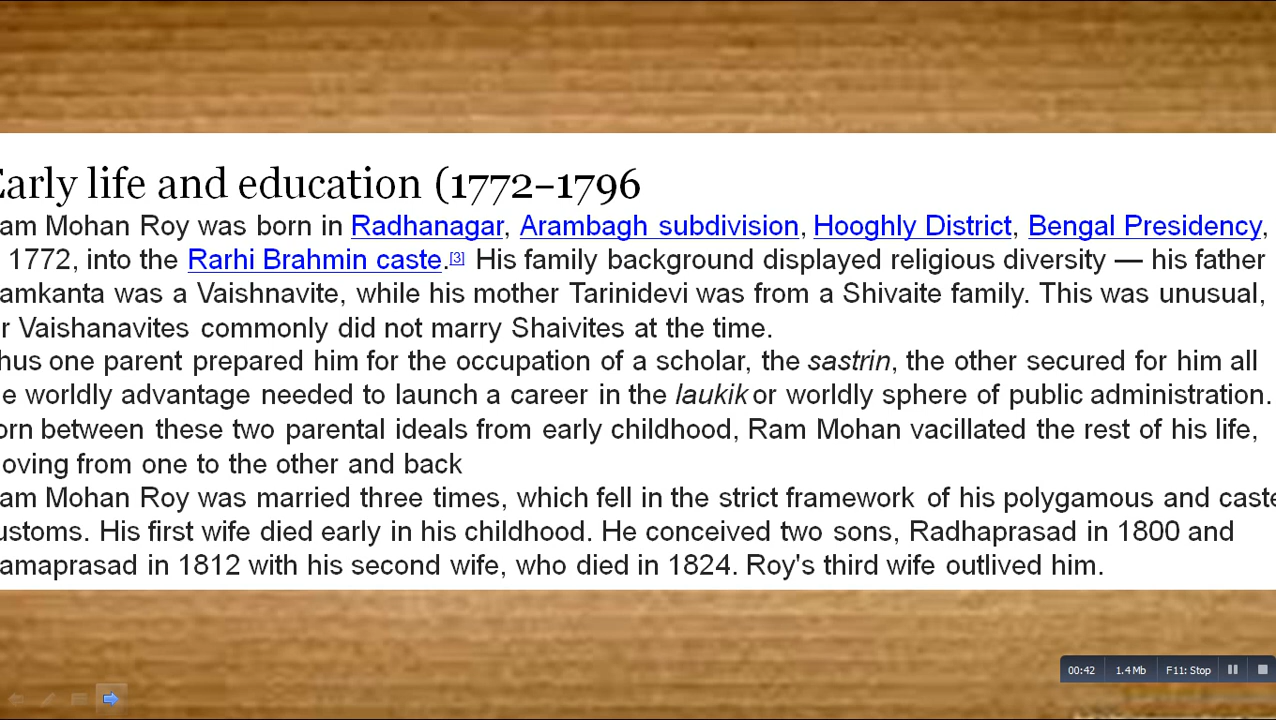 Early life and education (1772–1796
am Mohan Roy was born in Radhanagar, Arambagh subdivision, Hooghly District, Bengal Presidency,
1772, into the Rarhi Brahmin caste.[3] His family background displayed religious diversity — his father
amkanta was a Vaishnavite, while his mother Tarinidevi was from a Shivaite family. This was unusual,
r Vaishanavites commonly did not marry Shaivites at the time.
hus one parent prepared him for the occupation of a scholar, the sastrin, the other secured for him all
e worldly advantage needed to launch a career in the laukik or worldly sphere of public administration.
orn between these two parental ideals from early childhood, Ram Mohan vacillated the rest of his life,
oving from one to the other and back
am Mohan Roy was married three times, which fell in the strict framework of his polygamous and caste
ustoms. His first wife died early in his childhood. He conceived two sons, Radhaprasad in 1800 and
amaprasad in 1812 with his second wife, who died in 1824. Roy's third wife outlived him.
00:42 1.4 Mb F11: Stop